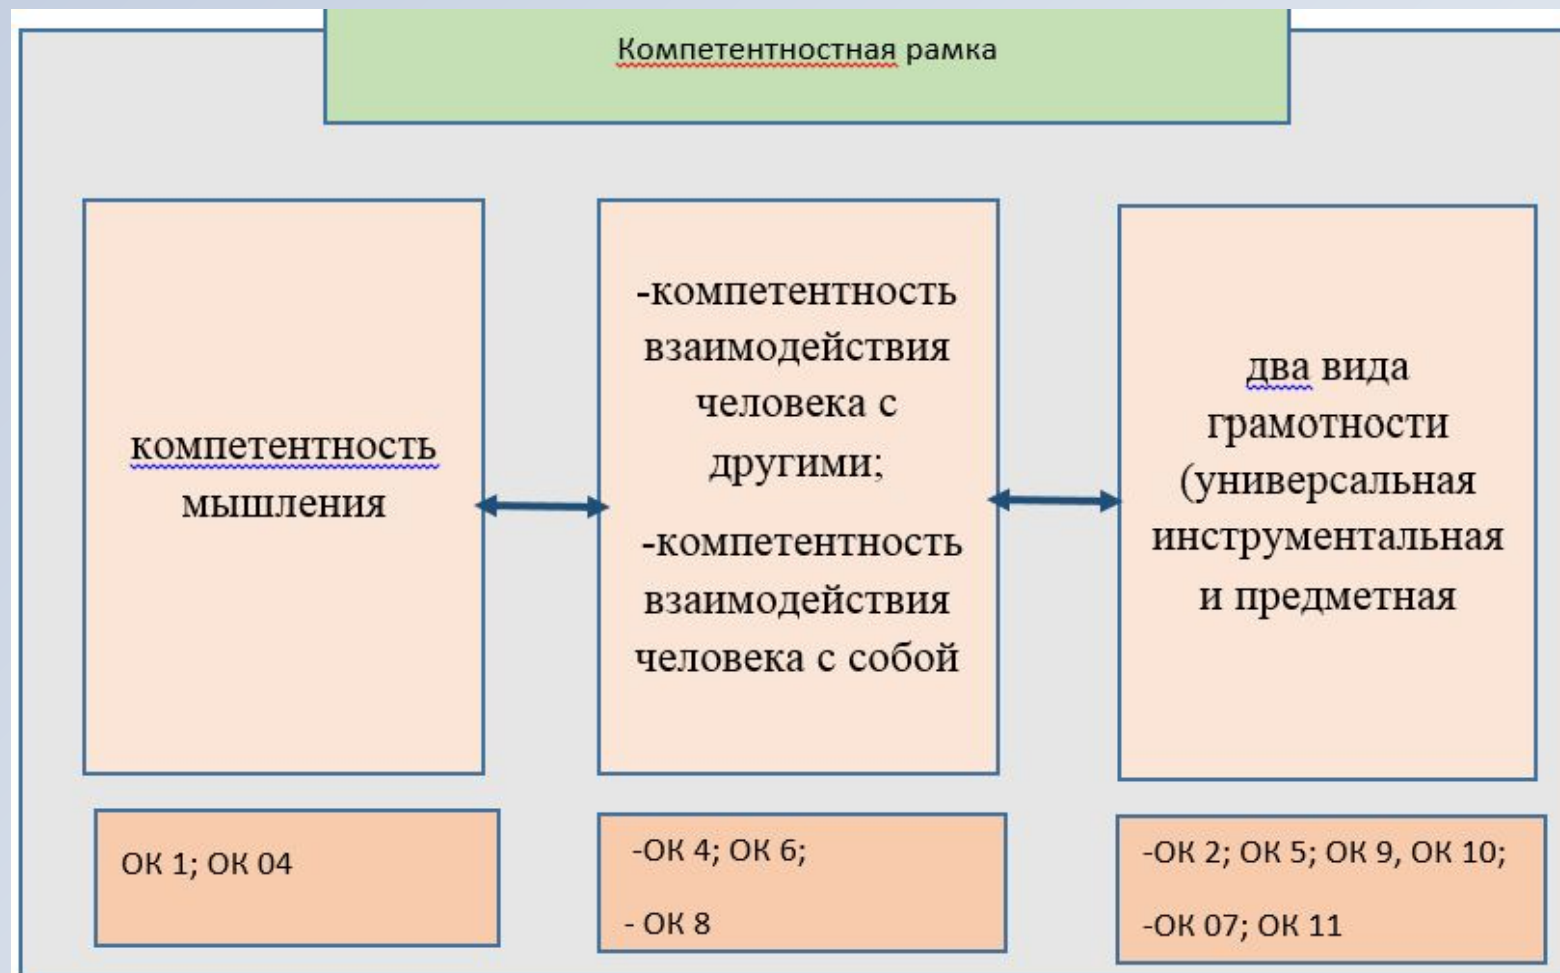 Компетентностная рамка
компетентность
мышления
-компетентность
взаимодействия
человека с
другими;
-компетентность
взаимодействия
человека с собой
два вида
грамотности
(универсальная
инструментальная
и предметная
ОК 1; ОК 04
-ОК 4; ОК 6;
- ОК 8
-ОК 2; ОК 5; ОК 9, ОК 10;
-ОК 07; ОК 11